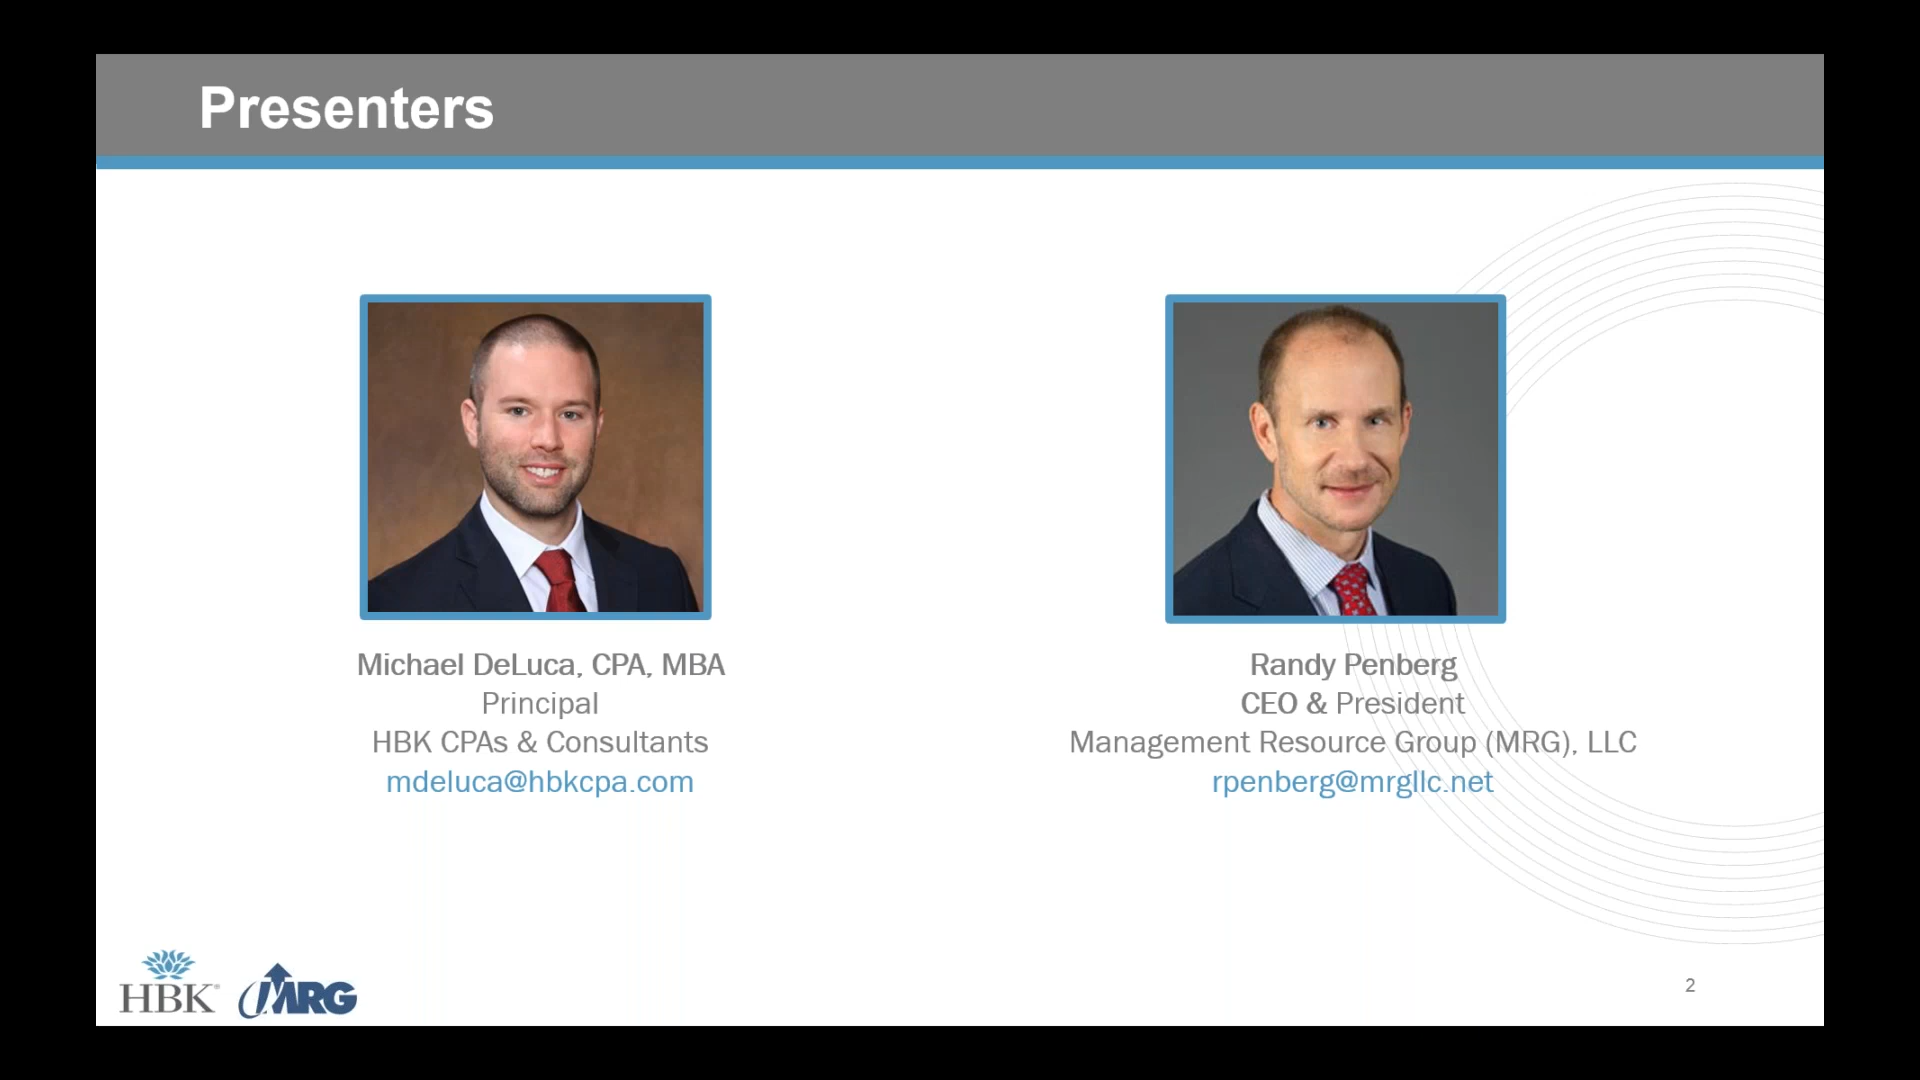 Presenters
Michael DeLuca, CPA, MBA
Principal
HBK CPAs & Consultants
mdeluca@hbkcpa.com
Randy Penberg
CEO & President
Management Resource Group (MRG), LLC
rpenberg@mrgllc.net
HBK®
MRG
2